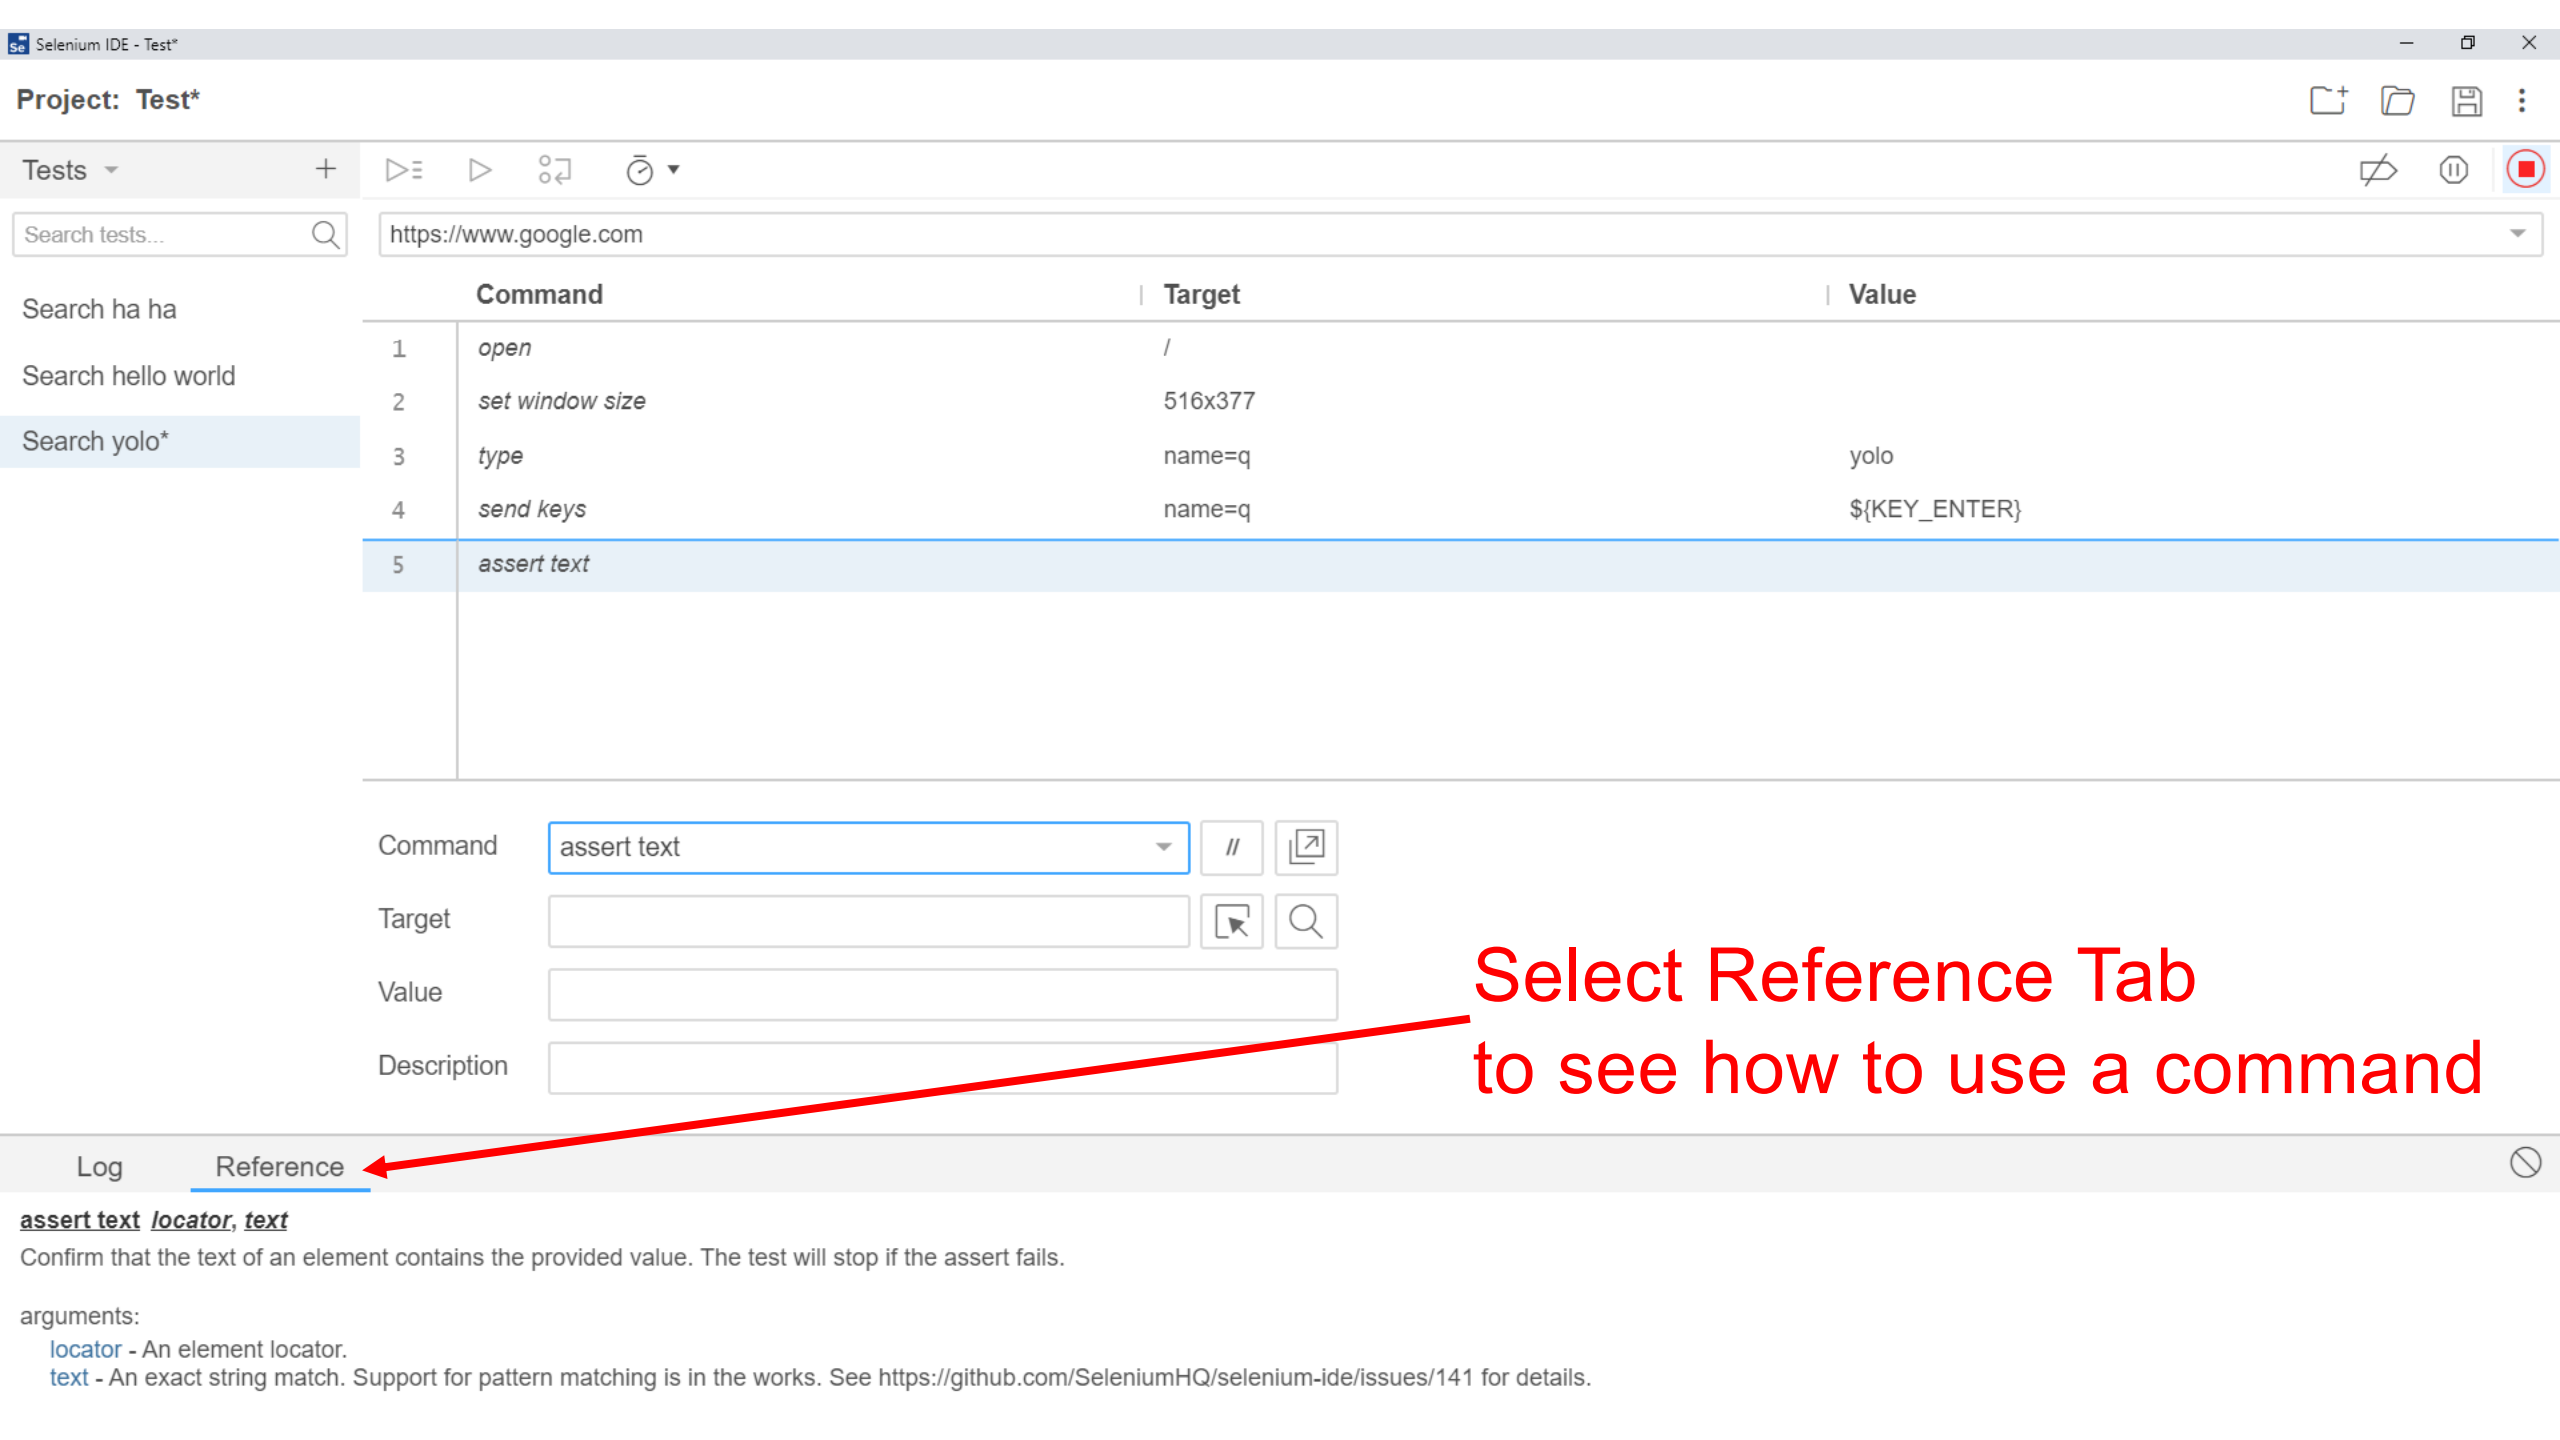 Se Selenium IDE - Test*
Project: Test*
Tests
Search tests...
https://www.google.com
Command Target Value
Search ha ha
1 open /
Search hello world
2 set window size 516x377
Search yolo*
3 type name=q yolo
4 send keys name=q ${KEY_ENTER}
5 assert text
Command assert text //
Target
Value
Description
Select Reference Tab
to see how to use a command
Log Reference
assert text locator, text
Confirm that the text of an element contains the provided value. The test will stop if the assert fails.
arguments:
locator - An element locator.
text - An exact string match. Support for pattern matching is in the works. See https://github.com/SeleniumHQ/selenium-ide/issues/141 for details.